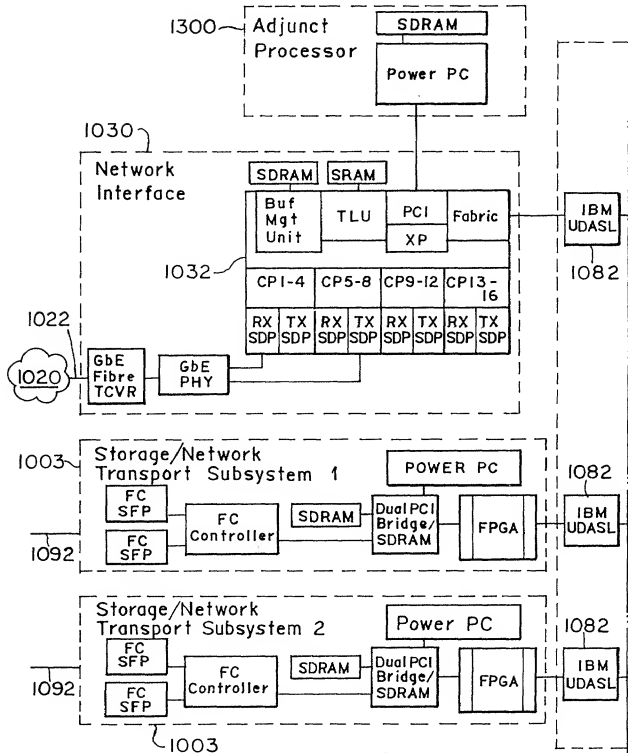 1300
Adjunct
Processor
SDRAM
Power PC
1030
Network
Interface
SDRAM
SRAM
Buf
Mgt
Unit
TLU
PCI
XP
Fabric
IBM
UDASL
1082
1032
CP1-4
CP5-8
CP9-12
CP13-
16
RX
SDP
TX
SDP
RX
SDP
TX
SDP
RX
SDP
TX
SDP
RX
SDP
TX
SDP
1022
1020
GbE
Fibre
TCVR
GbE
PHY
1003
Storage/Network
Transport Subsystem 1
POWER PC
1082
FC
SFP
FC
SFP
1092
FC
Controller
SDRAM
Dual PCI
Bridge/
SDRAM
FPGA
IBM
UDASL
Storage/Network
Transport Subsystem 2
Power PC
1082
FC
SFP
FC
SFP
1092
FC
Controller
SDRAM
Dual PCI
Bridge/
SDRAM
FPGA
IBM
UDASL
1003